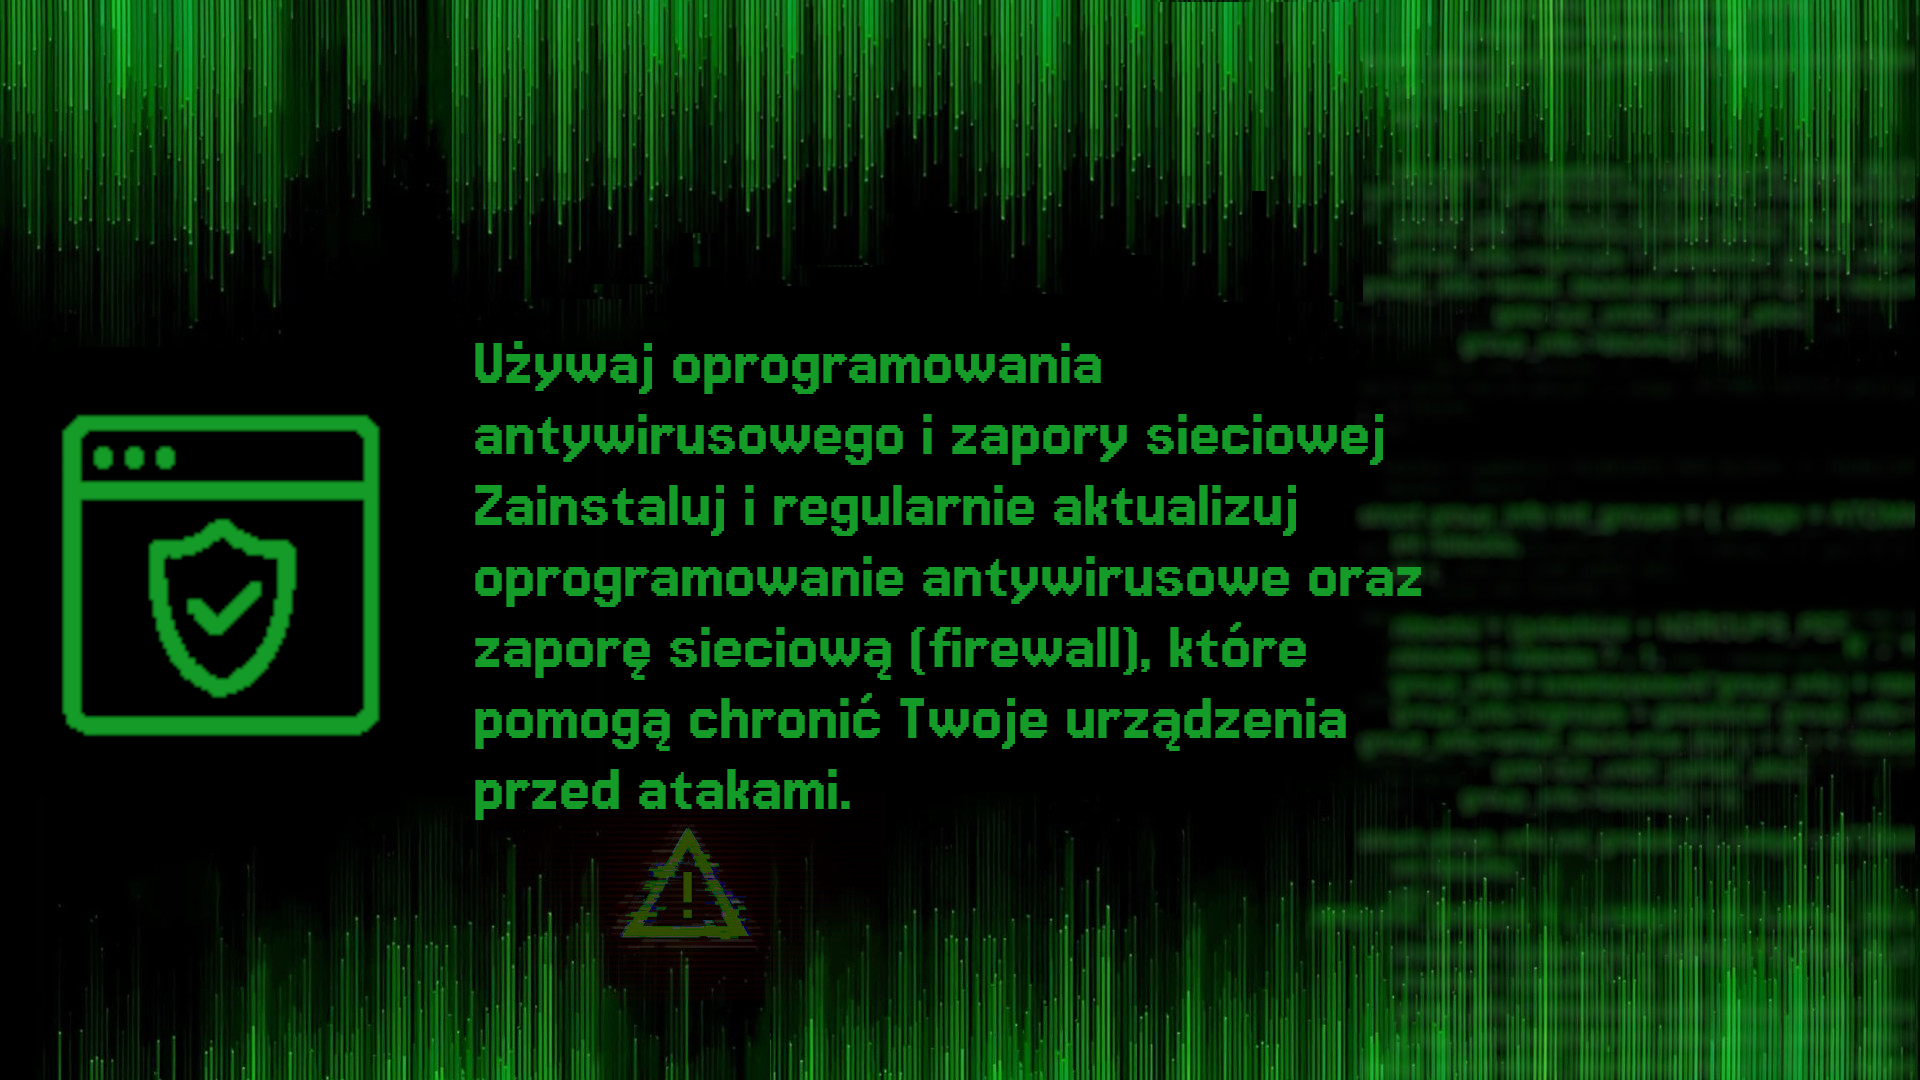 Używaj oprogramowania
antywirusowego i zapory sieciowej
Zainstaluj i regularnie aktualizuj
oprogramowanie antywirusowe oraz
zaporę sieciową (firewall), które
pomogą chronić Twoje urządzenia
przed atakami.